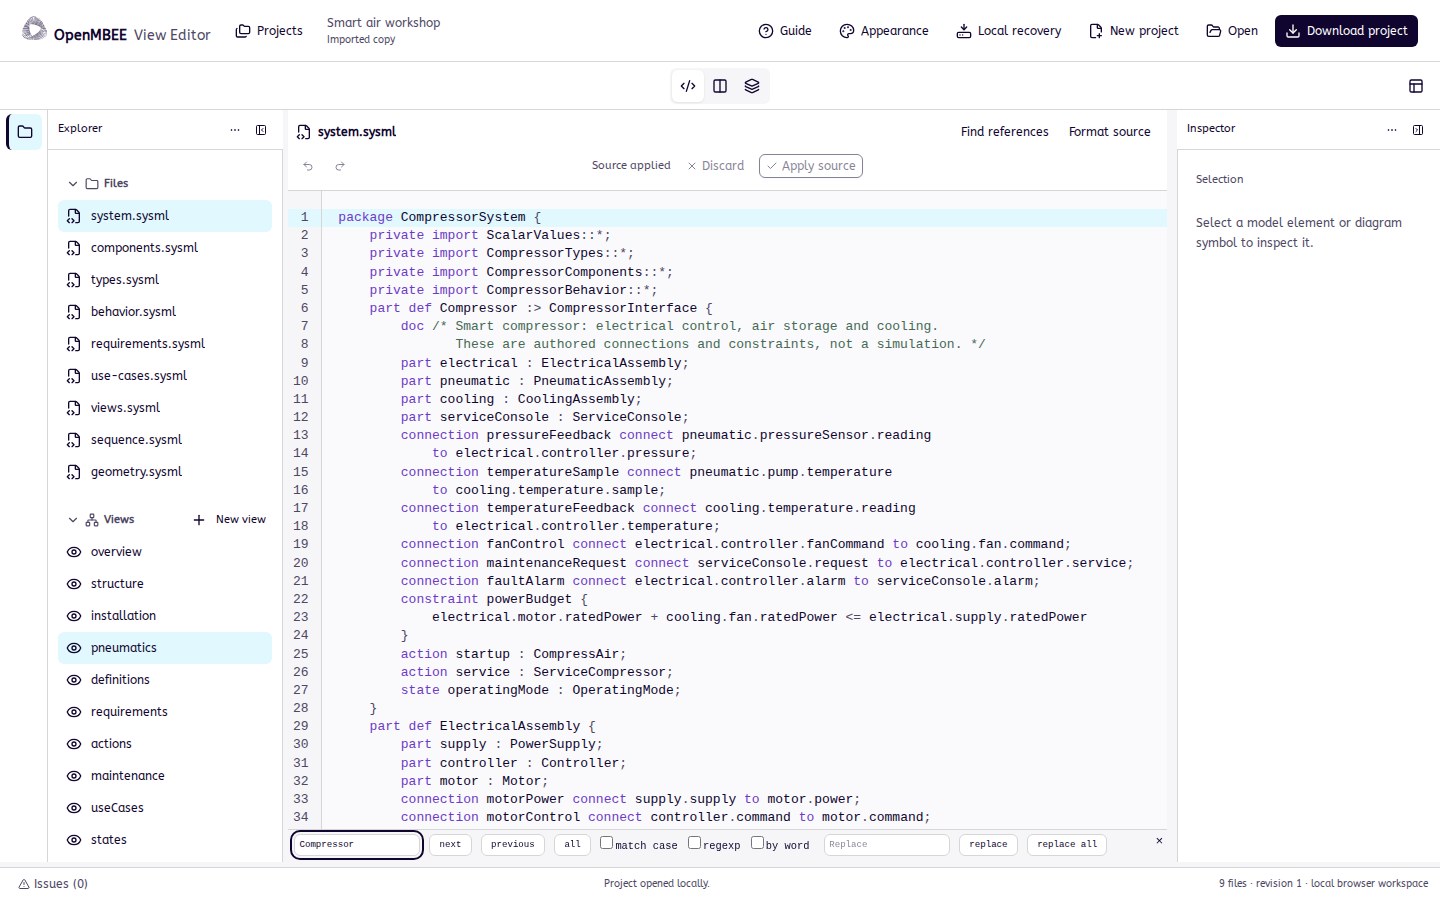 OpenMBEE View Editor
Projects
Smart air workshop
Imported copy
Guide
Appearance
Local recovery
New project
Open
Download project
Explorer
Files
system.sysml
components.sysml
types.sysml
behavior.sysml
requirements.sysml
use-cases.sysml
views.sysml
sequence.sysml
geometry.sysml
Views
New view
overview
structure
installation
pneumatics
definitions
requirements
actions
maintenance
useCases
states
system.sysml
Find references
Format source
Source applied
Discard
Apply source
1 package CompressorSystem {
2 private import ScalarValues::*;
3 private import CompressorTypes::*;
4 private import CompressorComponents::*;
5 private import CompressorBehavior::*;
6 part def Compressor :> CompressorInterface {
7 doc /* Smart compressor: electrical control, air storage and cooling.
8 These are authored connections and constraints, not a simulation. */
9 part electrical : ElectricalAssembly;
10 part pneumatic : PneumaticAssembly;
11 part cooling : CoolingAssembly;
12 part serviceConsole : ServiceConsole;
13 connection pressureFeedback connect pneumatic.pressureSensor.reading
14 to electrical.controller.pressure;
15 connection temperatureSample connect pneumatic.pump.temperature
16 to cooling.temperature.sample;
17 connection temperatureFeedback connect cooling.temperature.reading
18 to electrical.controller.temperature;
19 connection fanControl connect electrical.controller.fanCommand to cooling.fan.command;
20 connection maintenanceRequest connect serviceConsole.request to electrical.controller.service;
21 connection faultAlarm connect electrical.controller.alarm to serviceConsole.alarm;
22 constraint powerBudget {
23 electrical.motor.ratedPower + cooling.fan.ratedPower <= electrical.supply.ratedPower
24 }
25 action startup : CompressAir;
26 action service : ServiceCompressor;
27 state operatingMode : OperatingMode;
28 }
29 part def ElectricalAssembly {
30 part supply : PowerSupply;
31 part controller : Controller;
32 part motor : Motor;
33 connection motorPower connect supply.supply to motor.power;
34 connection motorControl connect controller.command to motor.command;
Compressor
next
previous
all
match case
regexp
by word
Replace
replace
replace all
×
Inspector
Selection
Select a model element or diagram
symbol to inspect it.
Issues (0)
Project opened locally.
9 files · revision 1 · local browser workspace